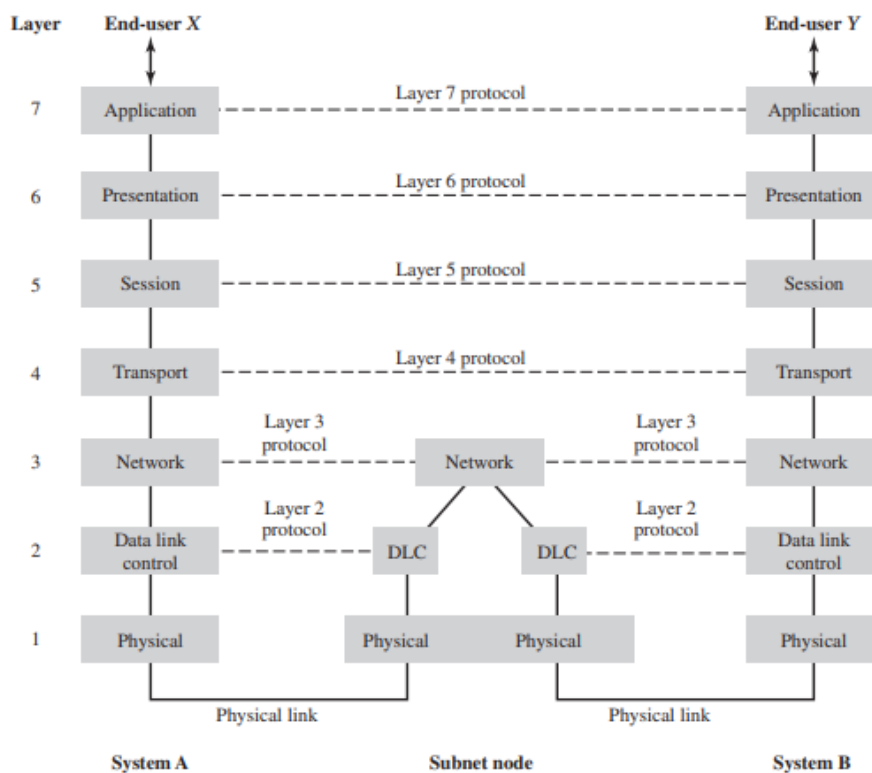 Layer End-user X End-user Y
7 Application Layer 7 protocol Application
6 Presentation Layer 6 protocol Presentation
5 Session Layer 5 protocol Session
4 Transport Layer 4 protocol Transport
Layer 3 Layer 3
protocol protocol
3 Network Network Network
Layer 2 Layer 2
protocol protocol
Data link Data link
2 DLC DLC
control control
1 Physical Physical Physical Physical
Physical link Physical link
System A Subnet node System B